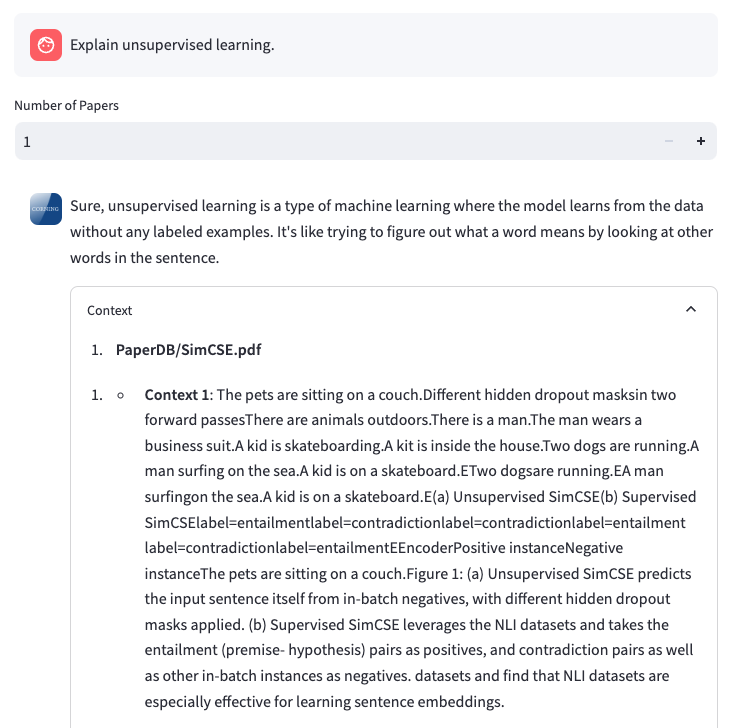 Explain unsupervised learning.
Number of Papers
1
CORNING
Sure, unsupervised learning is a type of machine learning where the model learns from the data
without any labeled examples. It's like trying to figure out what a word means by looking at other
words in the sentence.
Context
1. PaperDB/SimCSE.pdf
1. ○ Context 1: The pets are sitting on a couch.Different hidden dropout masksin two
forward passesThere are animals outdoors.There is a man.The man wears a
business suit.A kid is skateboarding.A kit is inside the house.Two dogs are running.A
man surfing on the sea.A kid is on a skateboard.ETwo dogsare running.EA man
surfingon the sea.A kid is on a skateboard.E(a) Unsupervised SimCSE(b) Supervised
SimCSElabel=entailmentlabel=contradictionlabel=contradictionlabel=entailment
label=contradictionlabel=entailmentEEncoderPositive instanceNegative
instanceThe pets are sitting on a couch.Figure 1: (a) Unsupervised SimCSE predicts
the input sentence itself from in-batch negatives, with different hidden dropout
masks applied. (b) Supervised SimCSE leverages the NLI datasets and takes the
entailment (premise- hypothesis) pairs as positives, and contradiction pairs as well
as other in-batch instances as negatives. datasets and find that NLI datasets are
especially effective for learning sentence embeddings.